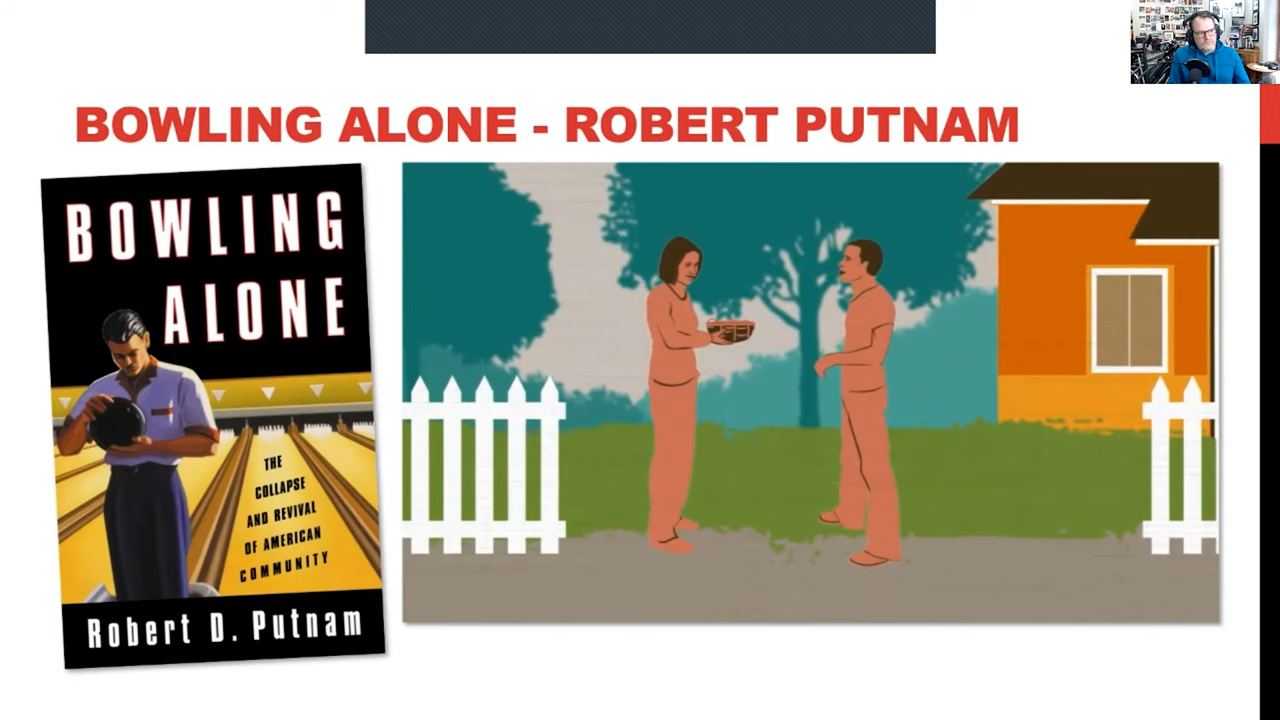 BOWLING ALONE - ROBERT PUTNAM
BOWLING
ALONE
THE
COLLAPSE
AND REVIVAL
OF AMERICAN
COMMUNITY
Robert D. Putnam